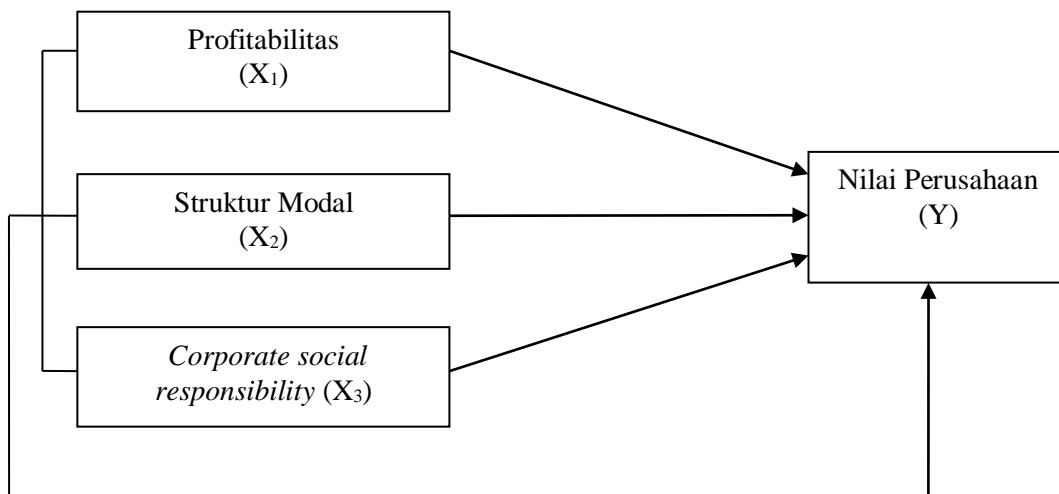 Profitabilitas
(X₁)
Struktur Modal
(X₂)
Corporate social
responsibility (X₃)
Nilai Perusahaan
(Y)